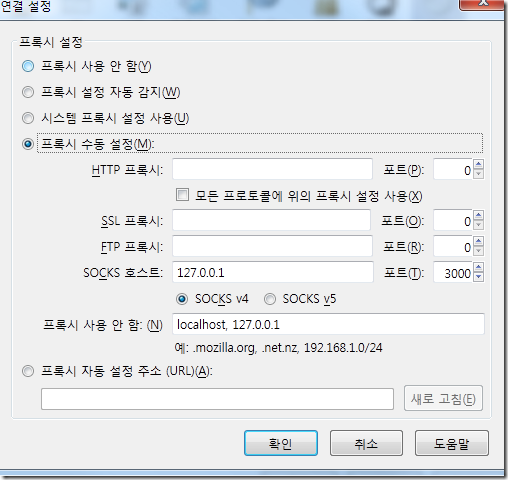 연결 설정
프록시 설정
프록시 사용 안 함(Y)
프록시 설정 자동 감지(W)
시스템 프록시 설정 사용(U)
프록시 수동 설정(M):
HTTP 프록시: 포트(P): 0
모든 프로토콜에 위의 프록시 설정 사용(X)
SSL 프록시: 포트(O): 0
FTP 프록시: 포트(R): 0
SOCKS 호스트: 127.0.0.1 포트(T): 3000
SOCKS v4 SOCKS v5
프록시 사용 안 함: (N) localhost, 127.0.0.1
예: .mozilla.org, .net.nz, 192.168.1.0/24
프록시 자동 설정 주소 (URL)(A):
새로 고침(E)
확인 취소 도움말